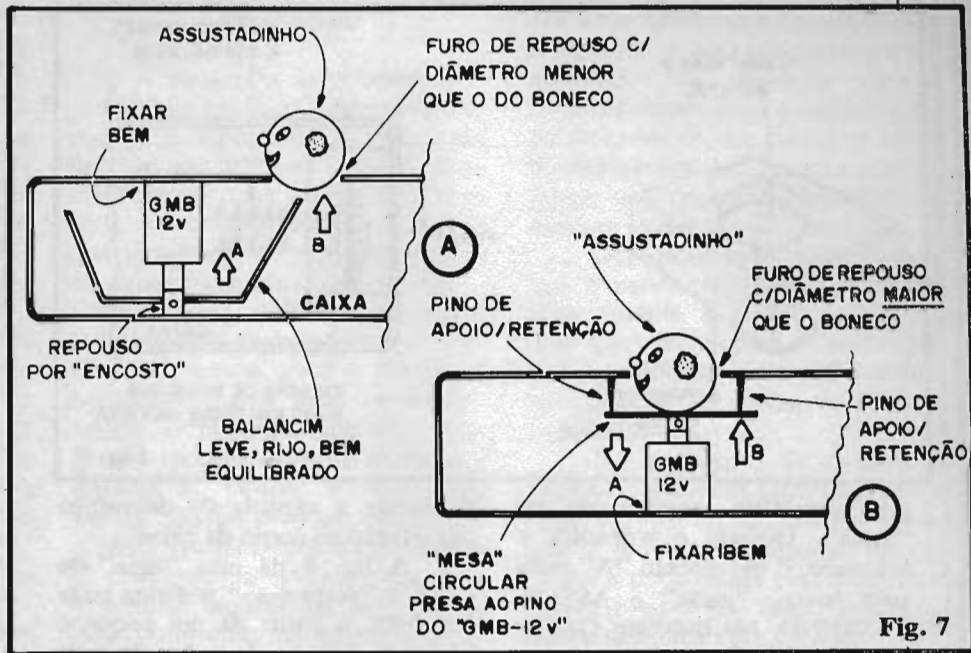 ASSUSTADINHO
FURO DE REPOUSO C/
DIÂMETRO MENOR
QUE O DO BONECO
FIXAR
BEM
GMB
12v
A
B
A
CAIXA
REPOUSO
POR "ENCOSTO"
BALANCIM
LEVE, RIJO, BEM
EQUILIBRADO
"ASSUSTADINHO"
PINO DE
APOIO/RETENÇÃO
FURO DE REPOUSO
C/DIÂMETRO MAIOR
QUE O BONECO
PINO DE
APOIO/
RETENÇÃO
A
GMB
12v
B
B
"MESA"
CIRCULAR
PRESA AO PINO
DO "GMB-12v"
FIXAR BEM
Fig. 7